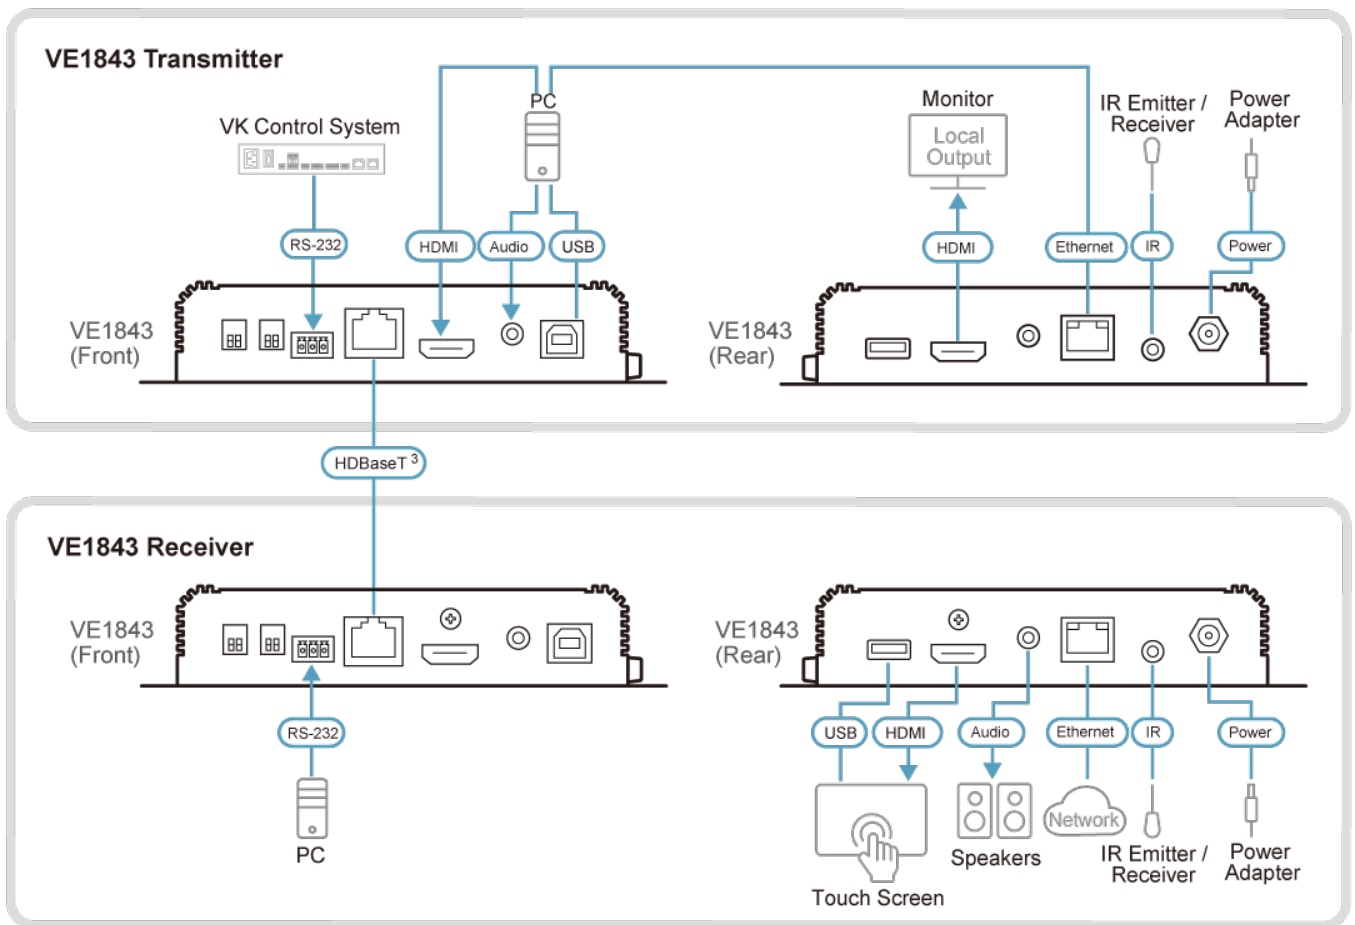 VE1843 Transmitter
PC
VK Control System
RS-232
HDMI
Audio
USB
VE1843
(Front)
Monitor
Local
Output
IR Emitter /
Receiver
Power
Adapter
HDMI
Ethernet
IR
Power
VE1843
(Rear)
HDBaseT 3
VE1843 Receiver
VE1843
(Front)
RS-232
PC
VE1843
(Rear)
USB
HDMI
Audio
Ethernet
IR
Power
Touch Screen
Speakers
Network
IR Emitter /
Receiver
Power
Adapter